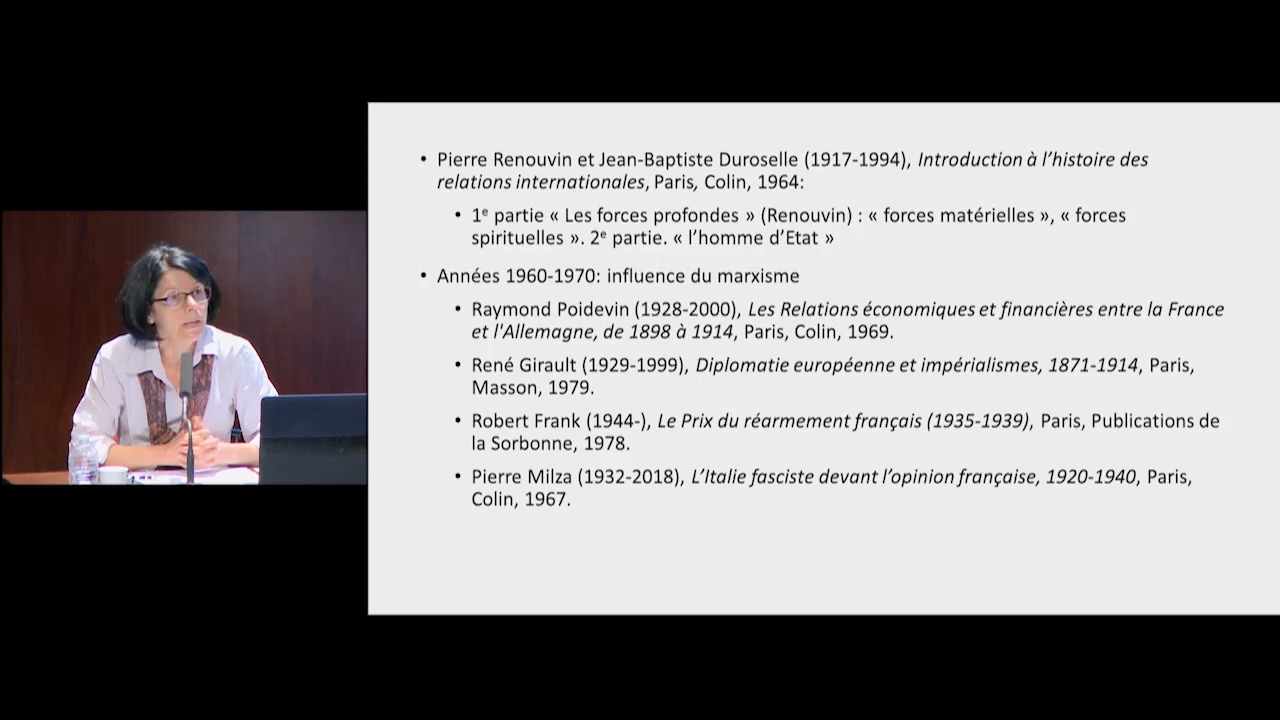 • Pierre Renouvin et Jean-Baptiste Duroselle (1917-1994), Introduction à l’histoire des
relations internationales, Paris, Colin, 1964:
• 1e partie « Les forces profondes » (Renouvin) : « forces matérielles », « forces
spirituelles ». 2e partie. « l’homme d’Etat »
• Années 1960-1970: influence du marxisme
• Raymond Poidevin (1928-2000), Les Relations économiques et financières entre la France
et l'Allemagne, de 1898 à 1914, Paris, Colin, 1969.
• René Girault (1929-1999), Diplomatie européenne et impérialismes, 1871-1914, Paris,
Masson, 1979.
• Robert Frank (1944-), Le Prix du réarmement français (1935-1939), Paris, Publications de
la Sorbonne, 1978.
• Pierre Milza (1932-2018), L’Italie fasciste devant l’opinion française, 1920-1940, Paris,
Colin, 1967.